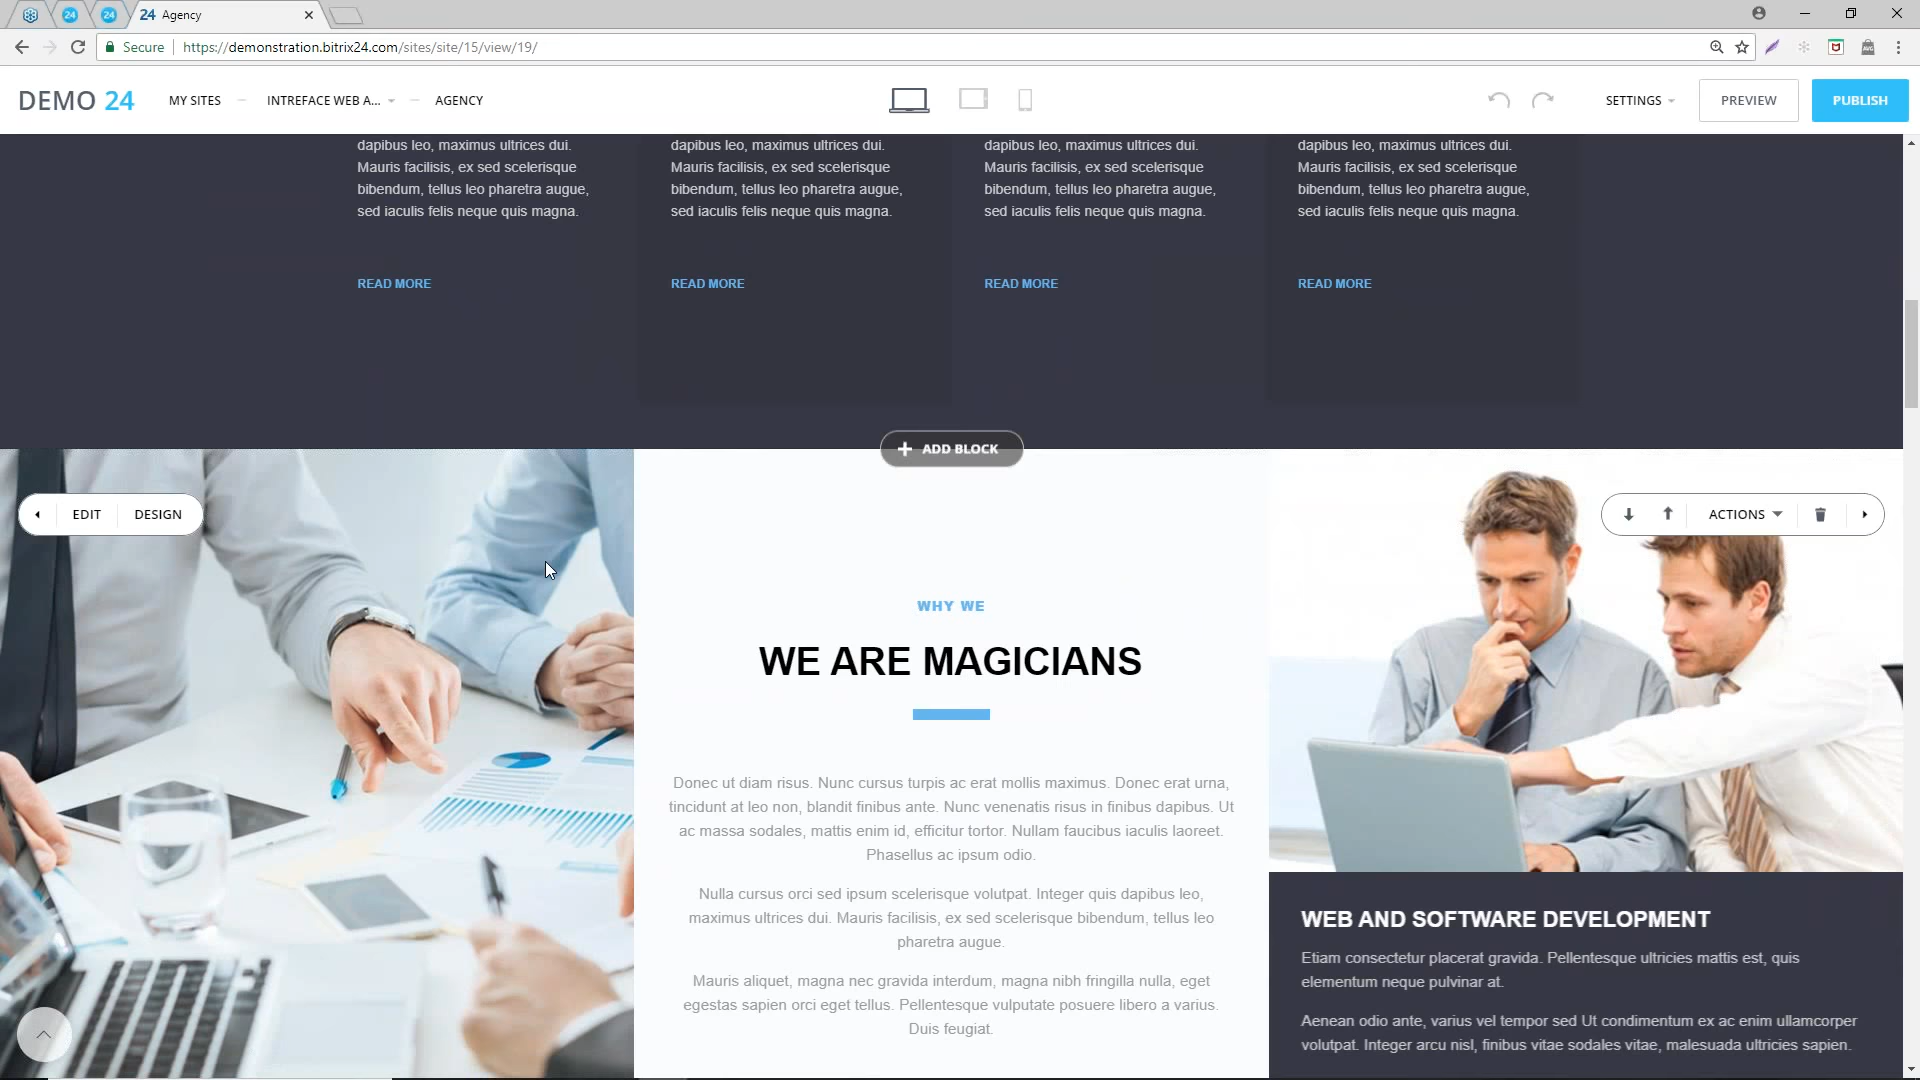 24
24
24 Agency
Secure
https://demonstration.bitrix24.com/sites/site/15/view/19/
DEMO 24
MY SITES
INTREFACE WEB A...
AGENCY
SETTINGS
PREVIEW
PUBLISH
dapibus leo, maximus ultrices dui.
Mauris facilisis, ex sed scelerisque
bibendum, tellus leo pharetra augue,
sed iaculis felis neque quis magna.
READ MORE
dapibus leo, maximus ultrices dui.
Mauris facilisis, ex sed scelerisque
bibendum, tellus leo pharetra augue,
sed iaculis felis neque quis magna.
READ MORE
dapibus leo, maximus ultrices dui.
Mauris facilisis, ex sed scelerisque
bibendum, tellus leo pharetra augue,
sed iaculis felis neque quis magna.
READ MORE
dapibus leo, maximus ultrices dui.
Mauris facilisis, ex sed scelerisque
bibendum, tellus leo pharetra augue,
sed iaculis felis neque quis magna.
READ MORE
ADD BLOCK
EDIT
DESIGN
ACTIONS
WHY WE
WE ARE MAGICIANS
Donec ut diam risus. Nunc cursus turpis ac erat mollis maximus. Donec erat urna,
tincidunt at leo non, blandit finibus ante. Nunc venenatis risus in finibus dapibus. Ut
ac massa sodales, mattis enim id, efficitur tortor. Nullam faucibus iaculis laoreet.
Phasellus ac ipsum odio.
Nulla cursus orci sed ipsum scelerisque volutpat. Integer quis dapibus leo,
maximus ultrices dui. Mauris facilisis, ex sed scelerisque bibendum, tellus leo
pharetra augue.
Mauris aliquet, magna nec gravida interdum, magna nibh fringilla nulla, eget
egestas sapien orci eget tellus. Pellentesque vulputate posuere libero a varius.
Duis feugiat.
WEB AND SOFTWARE DEVELOPMENT
Etiam consectetur placerat gravida. Pellentesque ultricies mattis est, quis
elementum neque pulvinar at.
Aenean odio ante, varius vel tempor sed Ut condimentum ex ac enim ullamcorper
volutpat. Integer arcu nisl, finibus vitae sodales vitae, malesuada ultricies sapien.